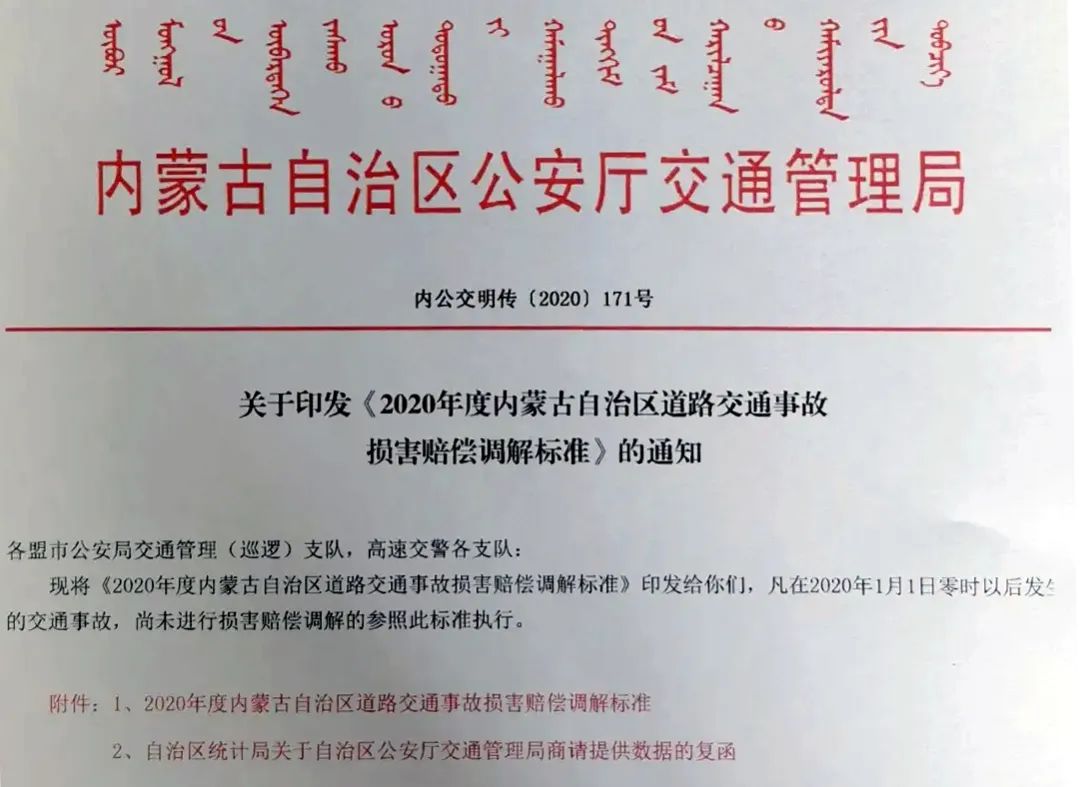 内蒙古自治区公安厅交通管理局
内公交明传〔2020〕171号
关于印发《2020年度内蒙古自治区道路交通事故
损害赔偿调解标准》的通知
各盟市公安局交通管理（巡逻）支队，高速交警各支队：
现将《2020年度内蒙古自治区道路交通事故损害赔偿调解标准》印发给你们，凡在2020年1月1日零时以后发生
的交通事故，尚未进行损害赔偿调解的参照此标准执行。
附件：1、2020年度内蒙古自治区道路交通事故损害赔偿调解标准
2、自治区统计局关于自治区公安厅交通管理局商请提供数据的复函